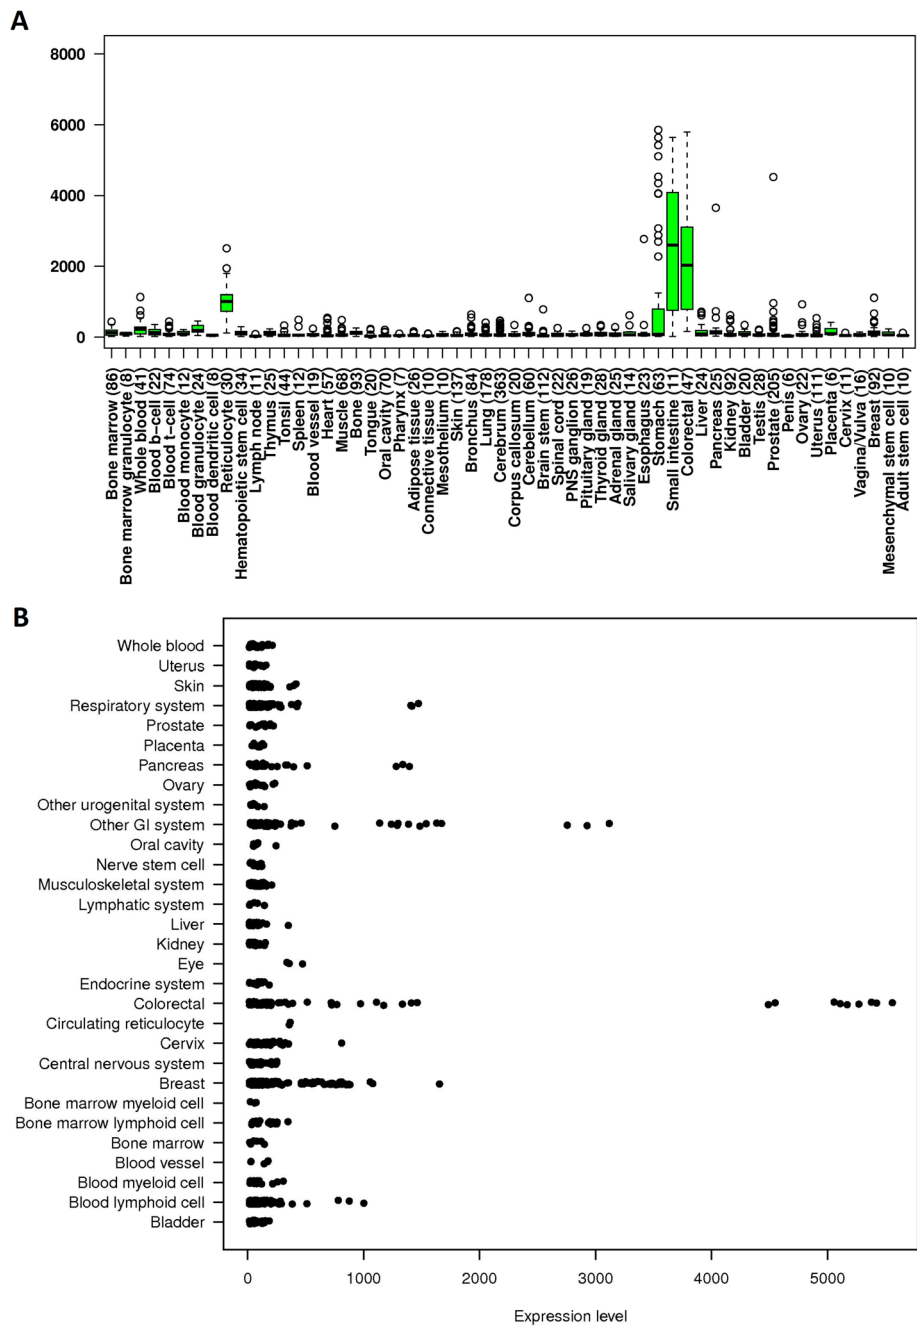 A
8000
6000
4000
2000
0
Bone marrow (86)
Bone marrow granulocyte (8)
Whole blood (41)
Blood b-cell (22)
Blood t-cell (74)
Blood monocyte (12)
Blood granulocyte (24)
Blood dendritic cell (8)
Reticulocyte (30)
Hematopoietic stem cell (34)
Lymph node (11)
Thymus (25)
Tonsil (44)
Spleen (12)
Blood vessel (19)
Heart (57)
Muscle (68)
Bone (93)
Tongue (20)
Oral cavity (70)
Pharynx (7)
Adipose tissue (26)
Connective tissue (10)
Mesothelium (10)
Skin (137)
Bronchus (84)
Lung (178)
Cerebrum (363)
Corpus callosum (20)
Cerebellum (60)
Brain stem (112)
Spinal cord (22)
PNS ganglion (26)
Pituitary gland (19)
Thyroid gland (28)
Adrenal gland (25)
Salivary gland (14)
Esophagus (23)
Stomach (63)
Small intestine (11)
Colorectal (47)
Liver (24)
Pancreas (25)
Kidney (92)
Bladder (20)
Testis (28)
Prostate (205)
Penis (6)
Ovary (22)
Uterus (111)
Placenta (6)
Cervix (11)
Vagina/Vulva (16)
Breast (92)
Mesenchymal stem cell (10)
Adult stem cell (10)
B
Whole blood
Uterus
Skin
Respiratory system
Prostate
Placenta
Pancreas
Ovary
Other urogenital system
Other GI system
Oral cavity
Nerve stem cell
Musculoskeletal system
Lymphatic system
Liver
Kidney
Eye
Endocrine system
Colorectal
Circulating reticulocyte
Cervix
Central nervous system
Breast
Bone marrow myeloid cell
Bone marrow lymphoid cell
Bone marrow
Blood vessel
Blood myeloid cell
Blood lymphoid cell
Bladder
0 1000 2000 3000 4000 5000
Expression level